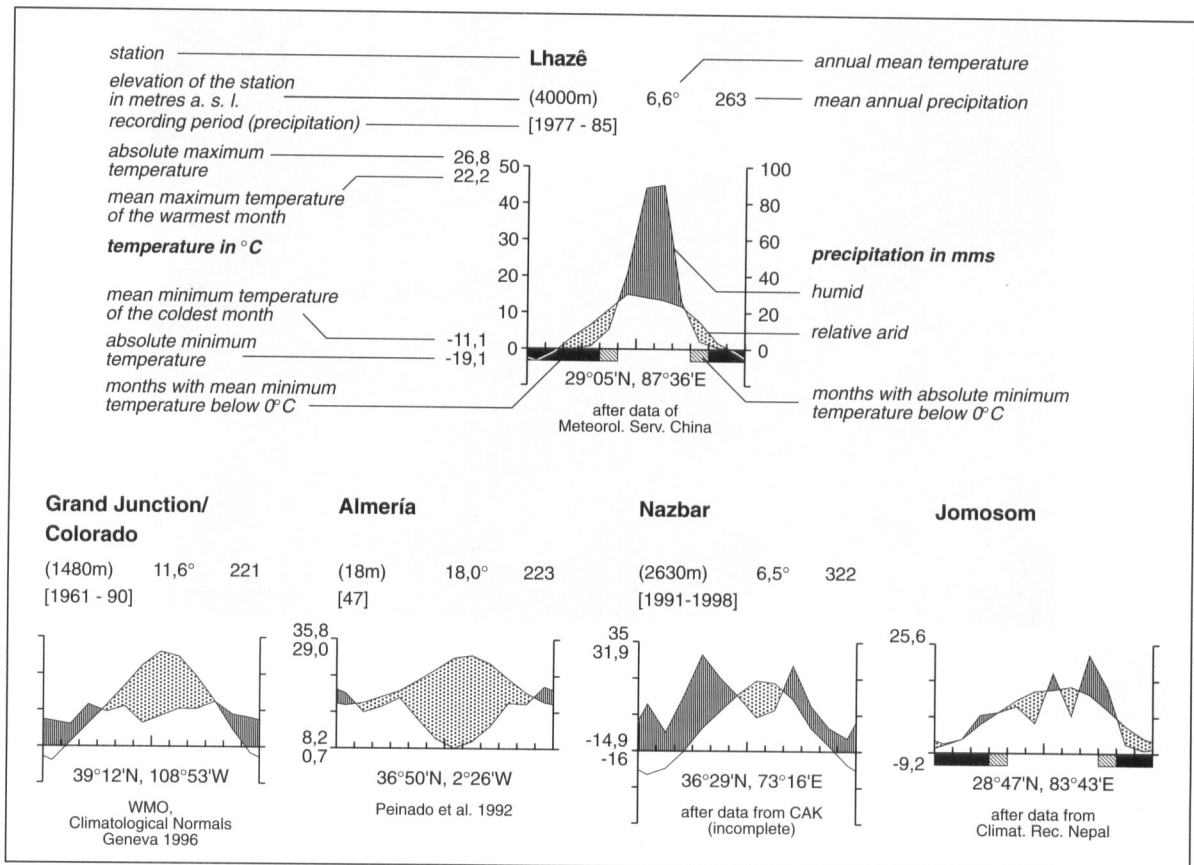 station
Lhazê
annual mean temperature
elevation of the station
in metres a. s. l.
(4000m) 6,6° 263
mean annual precipitation
recording period (precipitation)
[1977 - 85]
absolute maximum
temperature
26,8
22,2
mean maximum temperature
of the warmest month
temperature in °C
50
40
30
20
10
0
100
80
60
40
20
0
precipitation in mms
humid
relative arid
mean minimum temperature
of the coldest month
-11,1
absolute minimum
temperature
-19,1
months with mean minimum
temperature below 0°C
29°05'N, 87°36'E
months with absolute minimum
temperature below 0°C
after data of
Meteorol. Serv. China
Grand Junction/
Colorado
(1480m) 11,6° 221
[1961 - 90]
39°12'N, 108°53'W
WMO,
Climatological Normals
Geneva 1996
Almería
(18m) 18,0° 223
[47]
35,8
29,0
8,2
0,7
36°50'N, 2°26'W
Peinado et al. 1992
Nazbar
(2630m) 6,5° 322
[1991-1998]
35
31,9
-14,9
-16
36°29'N, 73°16'E
after data from CAK
(incomplete)
Jomosom
25,6
-9,2
28°47'N, 83°43'E
after data from
Climat. Rec. Nepal